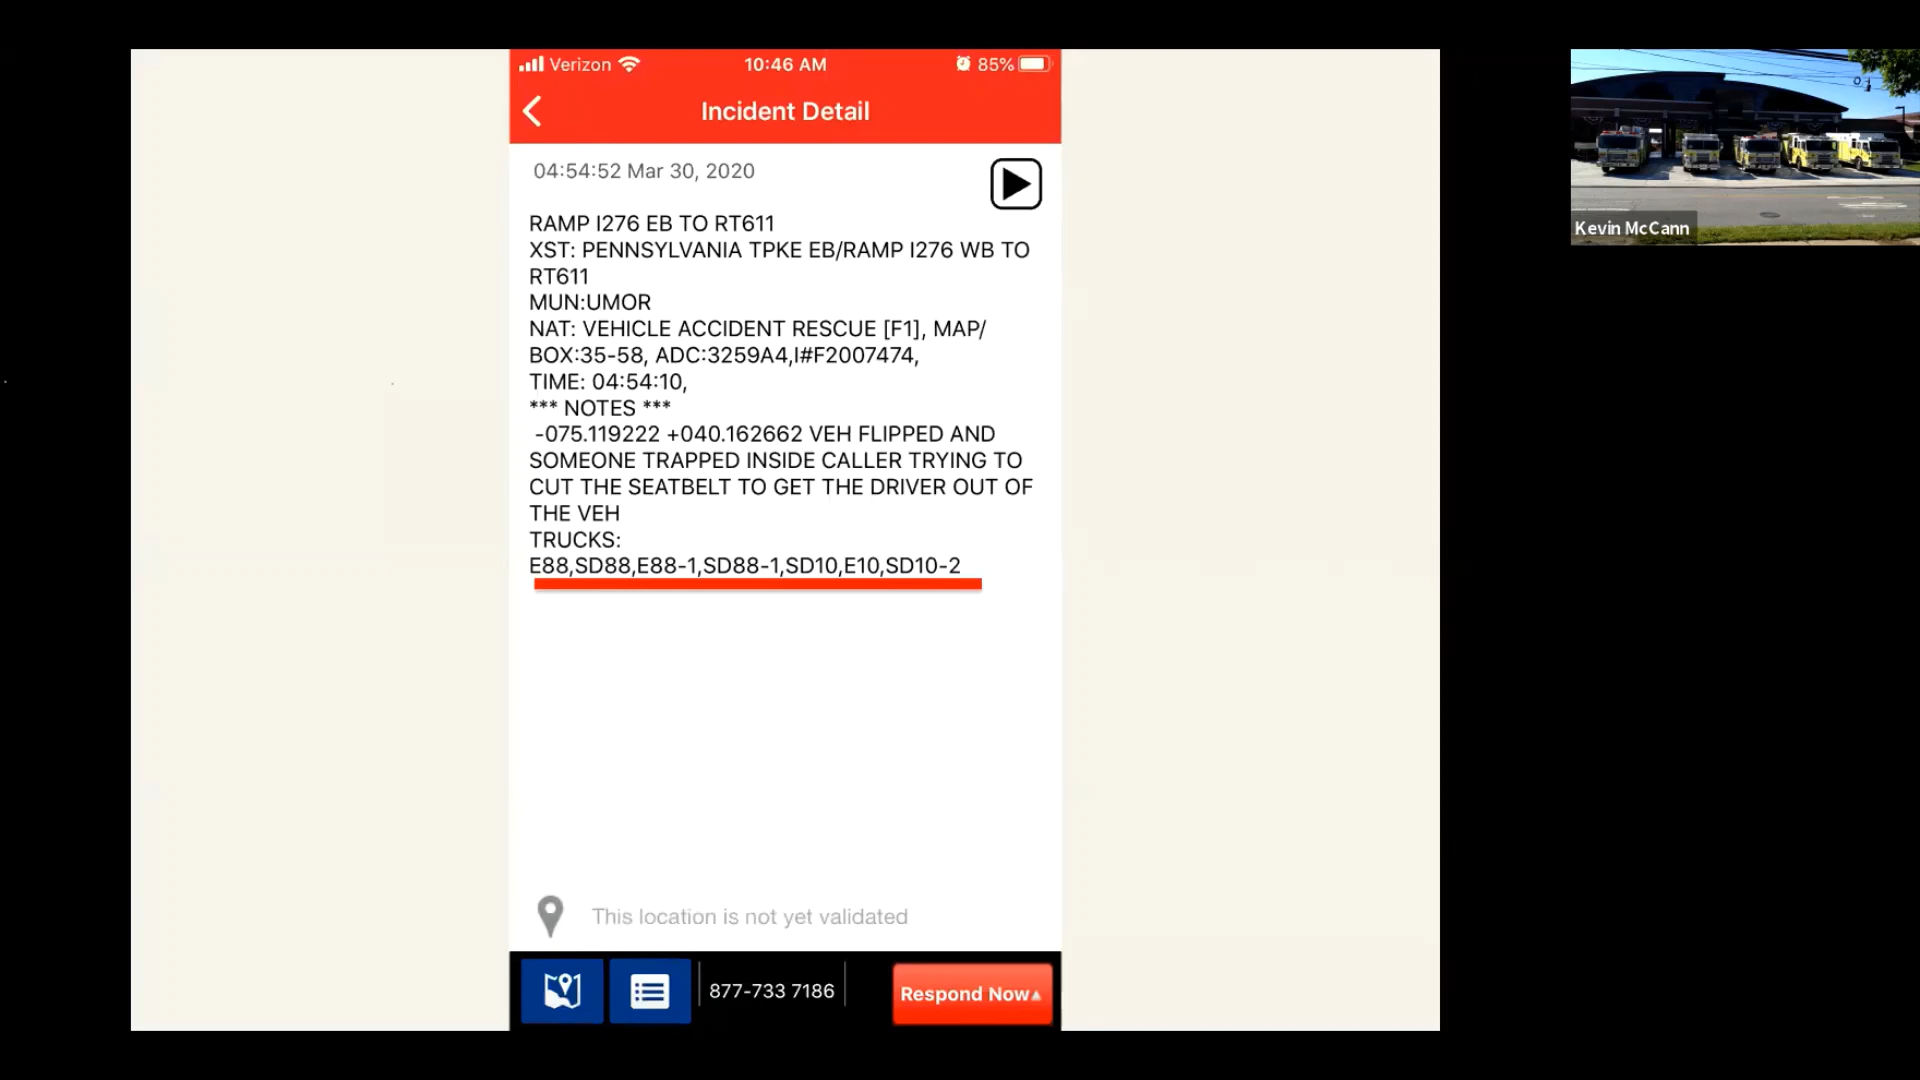 Verizon 10:46 AM 85%
Incident Detail
04:54:52 Mar 30, 2020
RAMP I276 EB TO RT611
XST: PENNSYLVANIA TPKE EB/RAMP I276 WB TO
RT611
MUN:UMOR
NAT: VEHICLE ACCIDENT RESCUE [F1], MAP/
BOX:35-58, ADC:3259A4,I#F2007474,
TIME: 04:54:10,
*** NOTES ***
-075.119222 +040.162662 VEH FLIPPED AND
SOMEONE TRAPPED INSIDE CALLER TRYING TO
CUT THE SEATBELT TO GET THE DRIVER OUT OF
THE VEH
TRUCKS:
E88,SD88,E88-1,SD88-1,SD10,E10,SD10-2
This location is not yet validated
877-733 7186
Respond Now
Kevin McCann